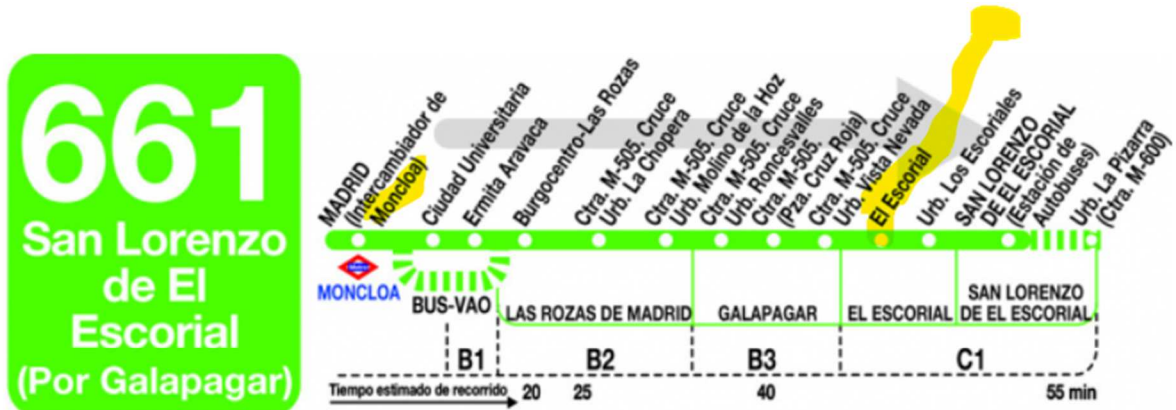 661
San Lorenzo
de El
Escorial
(Por Galapagar)
MADRID
(Intercambiador de
Moncloa)
Ciudad Universitaria
Ermita Aravaca
Burgocentro-Las Rozas
Ctra. M-505. Cruce
Urb. La Chopera
Ctra. M-505. Cruce
Urb. Molino de la Hoz
Ctra. M-505. Cruce
Urb. Roncesvalles
Ctra. M-505.
(Pza. Cruz Roja)
Ctra. M-505. Cruce
Urb. Vista Nevada
El Escorial
Urb. Los Escoriales
SAN LORENZO
DE EL ESCORIAL
(Estación de
Autobuses)
Urb. La Pizarra
(Ctra. M-600)
MONCLOA
BUS-VAO
LAS ROZAS DE MADRID
GALAPAGAR
EL ESCORIAL
SAN LORENZO
DE EL ESCORIAL
B1 B2 B3 C1
Tiempo estimado de recorrido 20 25 40 55 min